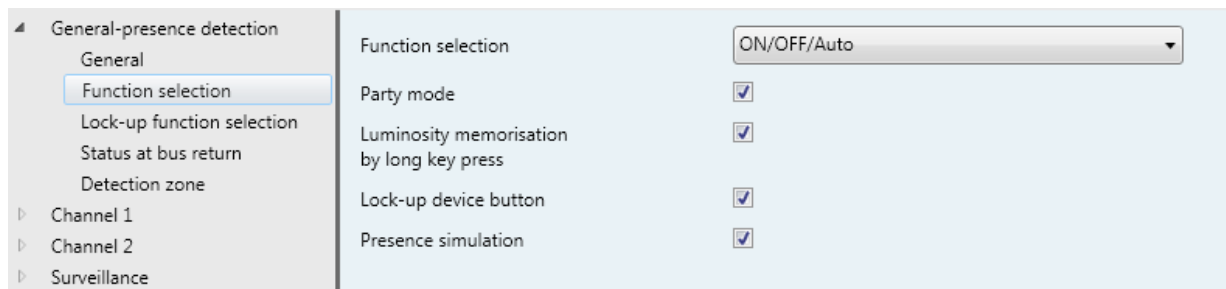 General-presence detection
General
Function selection
Lock-up function selection
Status at bus return
Detection zone
Channel 1
Channel 2
Surveillance
Function selection
ON/OFF/Auto
Party mode
Luminosity memorisation
by long key press
Lock-up device button
Presence simulation